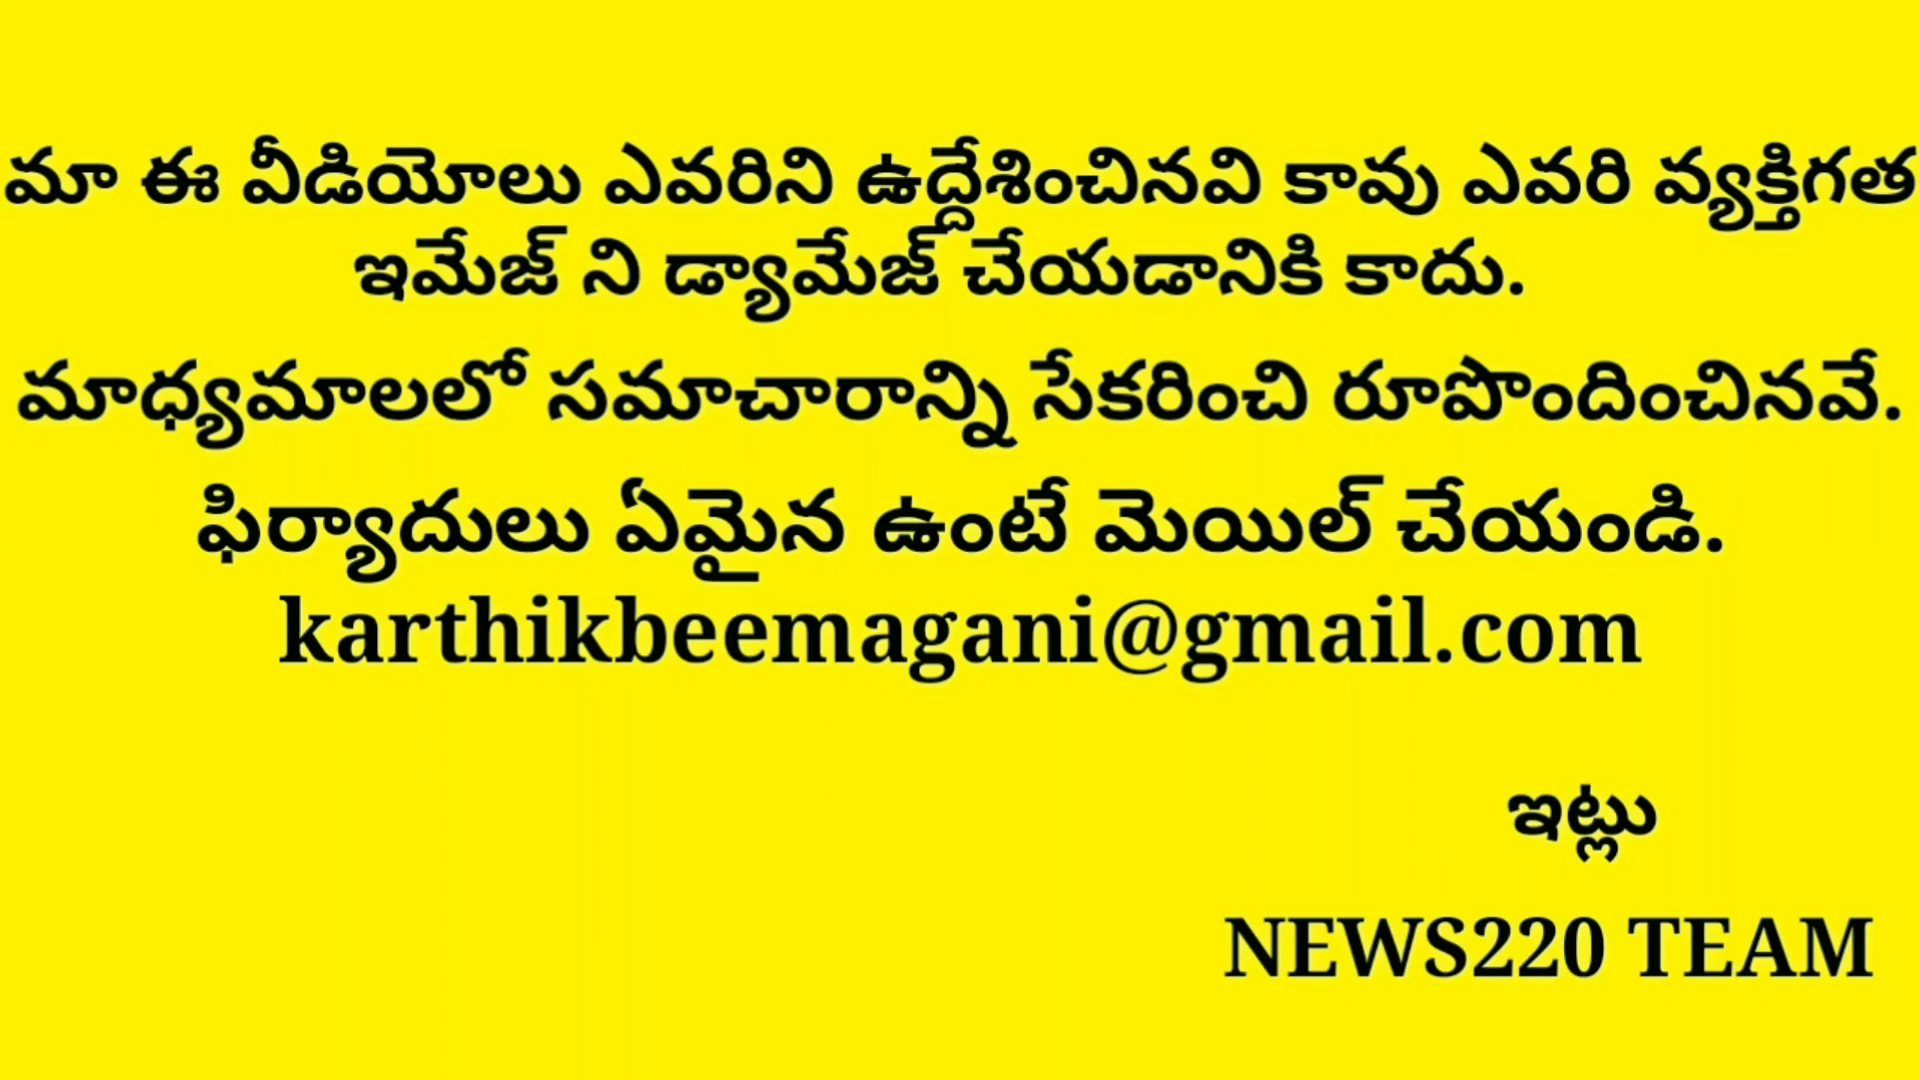 మా ఈ వీడియోలు ఎవరిని ఉద్దేశించినవి కావు ఎవరి వ్యక్తిగత
ఇమేజ్ ని డ్యామేజ్ చేయడానికి కాదు.
మాధ్యమాలలో సమాచారాన్ని సేకరించి రూపొందించినవే.
ఫిర్యాదులు ఏమైన ఉంటే మెయిల్ చేయండి.
karthikbeemagani@gmail.com
ఇట్లు
NEWS220 TEAM